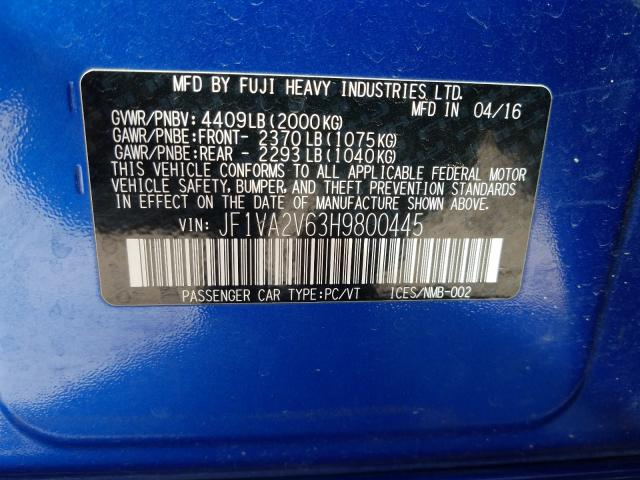 MFD BY FUJI HEAVY INDUSTRIES LTD.
MFD IN 04/16
GVWR/PNBV: 4409LB(2000KG)
GAWR/PNBE:FRONT- 2370LB(1075KG)
GAWR/PNBE:REAR - 2293LB(1040KG)
THIS VEHICLE CONFORMS TO ALL APPLICABLE FEDERAL MOTOR
VEHICLE SAFETY, BUMPER, AND THEFT PREVENTION STANDARDS
IN EFFECT ON THE DATE OF MANUFACTURE SHOWN ABOVE.
VIN: JF1VA2V63H9800445
PASSENGER CAR TYPE:PC/VT ICES/NMB-002